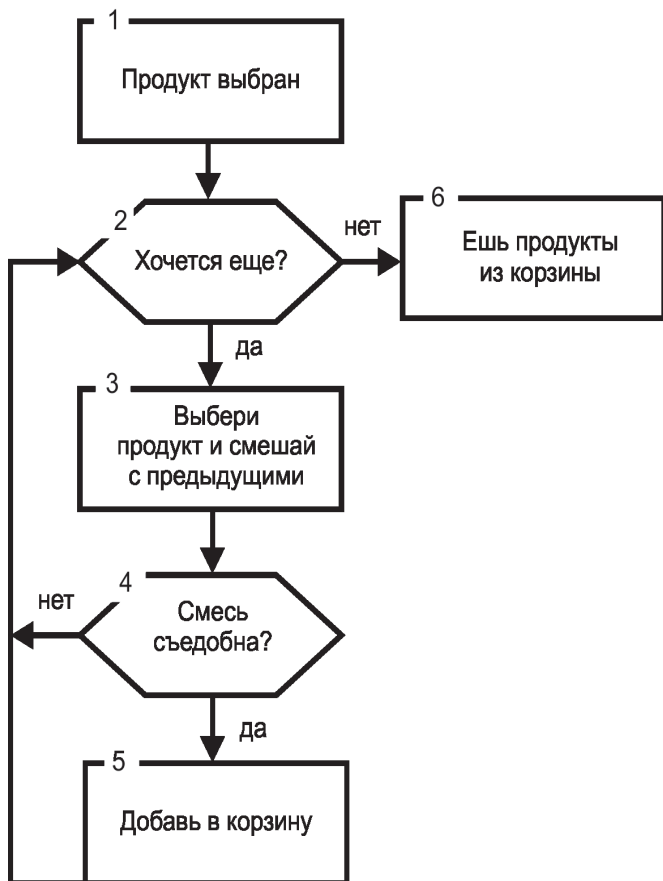 1
Продукт выбран
2
Хочется еще?
нет
6
Ешь продукты
из корзины
да
3
Выбери
продукт и смешай
с предыдущими
4
нет
Смесь
съедобна?
да
5
Добавь в корзину